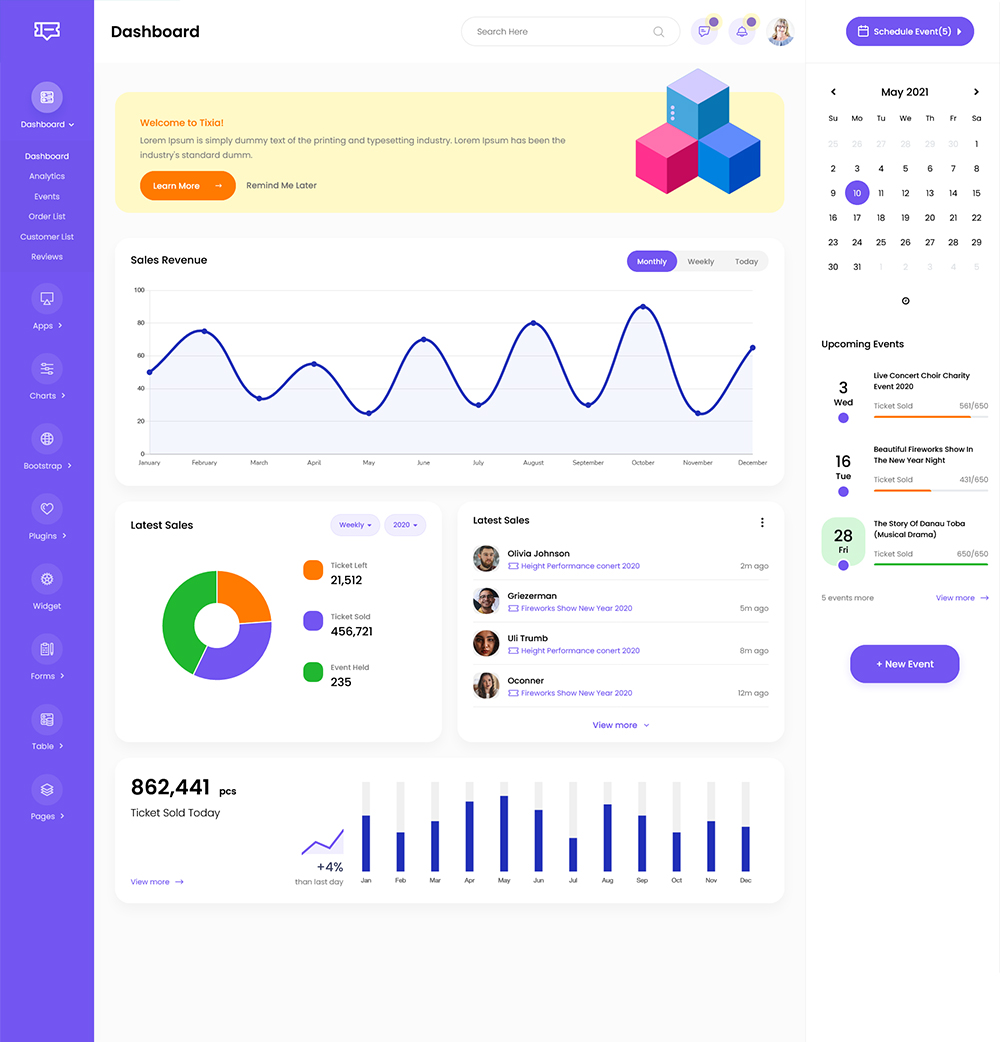 Dashboard
Dashboard
Analytics
Events
Order List
Customer List
Reviews
Apps
Charts
Bootstrap
Plugins
Widget
Forms
Table
Pages
Dashboard
Search Here
Welcome to Tixia!
Lorem Ipsum is simply dummy text of the printing and typesetting industry. Lorem Ipsum has been the
industry's standard dumm.
Learn More →
Remind Me Later
Sales Revenue
Monthly Weekly Today
100
80
60
40
20
0
January February March April May June July August September October November December
Latest Sales
Weekly
2020
Ticket Left
21,512
Ticket Sold
456,721
Event Held
235
Latest Sales
Olivia Johnson
Height Performance conert 2020 2m ago
Griezerman
Fireworks Show New Year 2020 5m ago
Uli Trumb
Height Performance conert 2020 8m ago
Oconner
Fireworks Show New Year 2020 12m ago
View more
862,441 pcs
Ticket Sold Today
View more →
+4%
than last day
Jan Feb Mar Apr May Jun Jul Aug Sep Oct Nov Dec
Schedule Event(5)
May 2021
Su Mo Tu We Th Fr Sa
25 26 27 28 29 30 1
2 3 4 5 6 7 8
9 10 11 12 13 14 15
16 17 18 19 20 21 22
23 24 25 26 27 28 29
30 31 1 2 3 4 5
Upcoming Events
3
Wed
Live Concert Choir Charity
Event 2020
Ticket Sold 561/650
16
Tue
Beautiful Fireworks Show In
The New Year Night
Ticket Sold 431/650
28
Fri
The Story Of Danau Toba
(Musical Drama)
Ticket Sold 650/650
5 events more
View more →
+ New Event